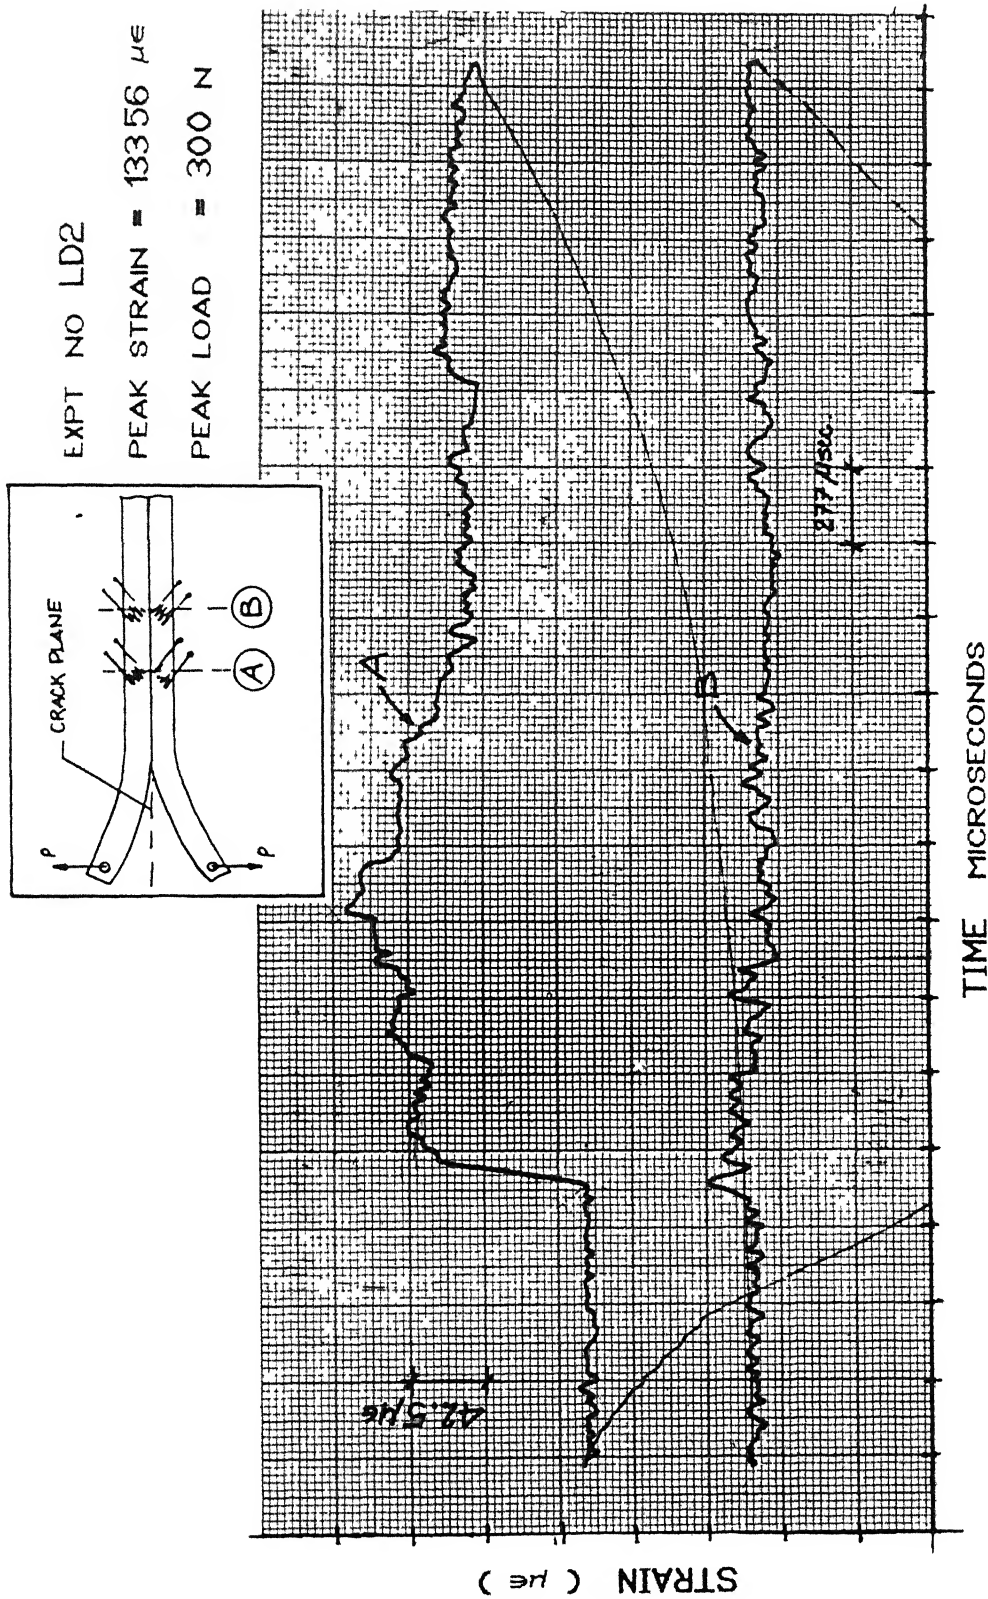 EXPT NO LD2
PEAK STRAIN = 13356 με
PEAK LOAD = 300 N
CRACK PLANE
P
P
A
B
A
B
42.5 με
277 μsec.
STRAIN ( με )
TIME MICROSECONDS